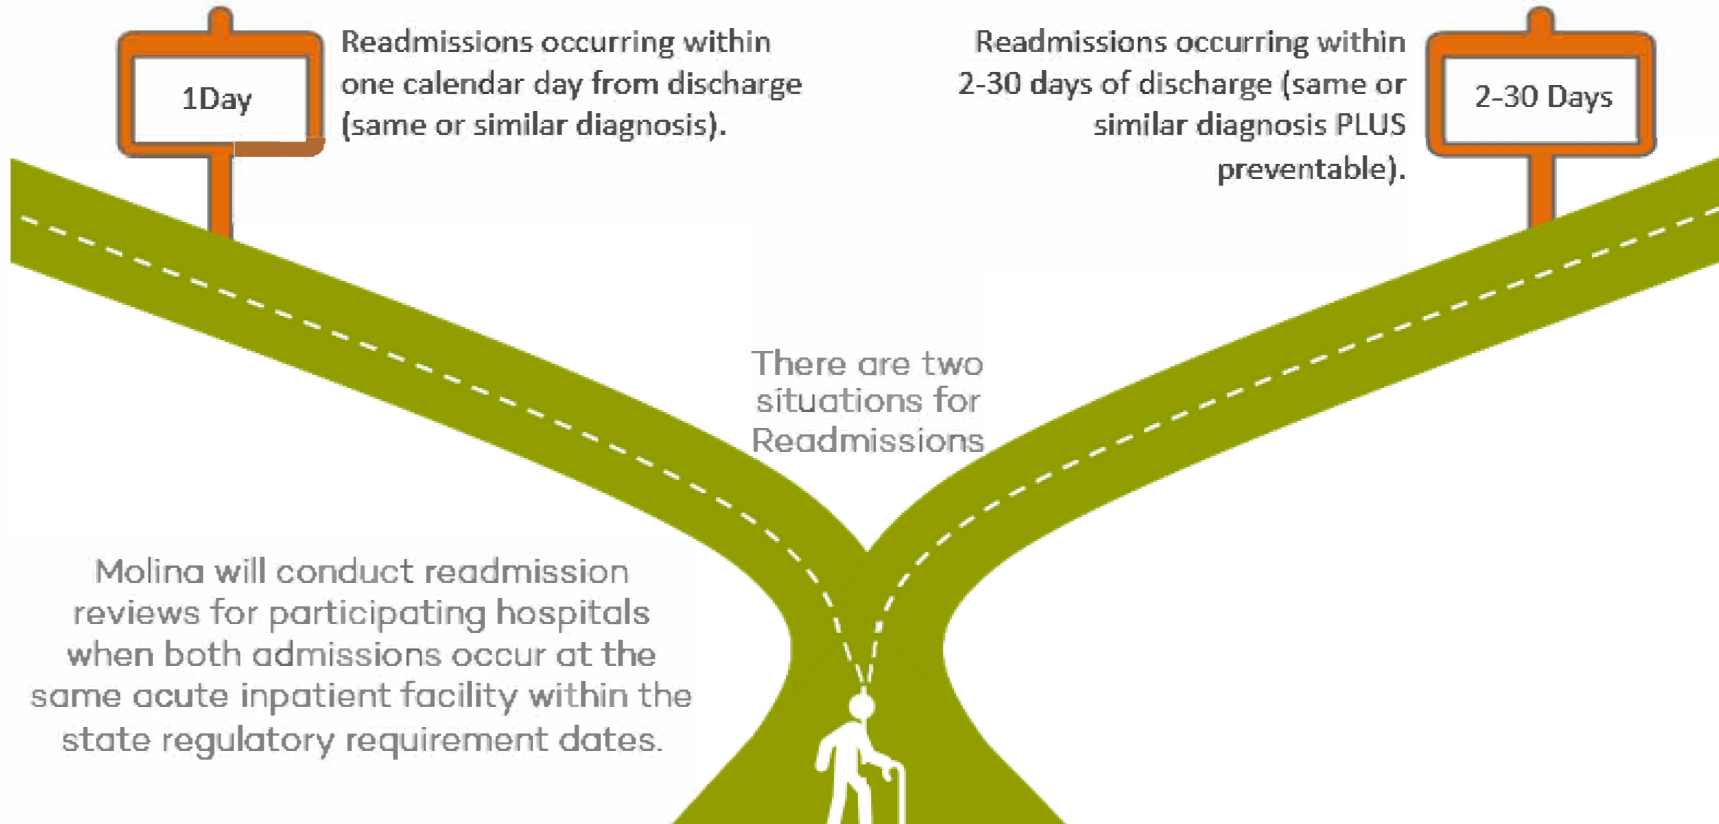 1Day
Readmissions occurring within
one calendar day from discharge
(same or similar diagnosis).
Readmissions occurring within
2-30 days of discharge (same or
similar diagnosis PLUS
preventable).
2-30 Days
There are two
situations for
Readmissions
Molina will conduct readmission
reviews for participating hospitals
when both admissions occur at the
same acute inpatient facility within the
state regulatory requirement dates.